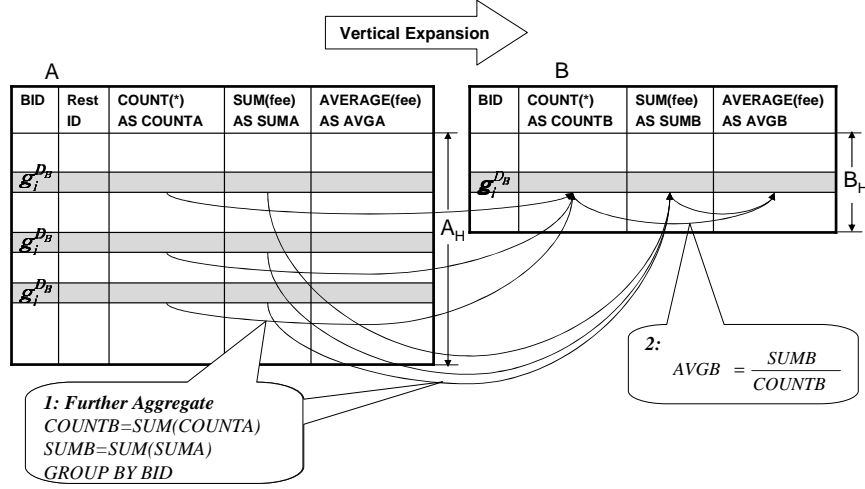 Vertical Expansion
A
BID Rest ID COUNT(*) AS COUNTA SUM(fee) AS SUMA AVERAGE(fee) AS AVGA
g_i^{D_B}
g_i^{D_B}
g_i^{D_B}
A_H
B
BID COUNT(*) AS COUNTB SUM(fee) AS SUMB AVERAGE(fee) AS AVGB
g_i^{D_B}
B_H
1: Further Aggregate
COUNTB=SUM(COUNTA)
SUMB=SUM(SUMA)
GROUP BY BID
2:
AVGB = SUMB / COUNTB